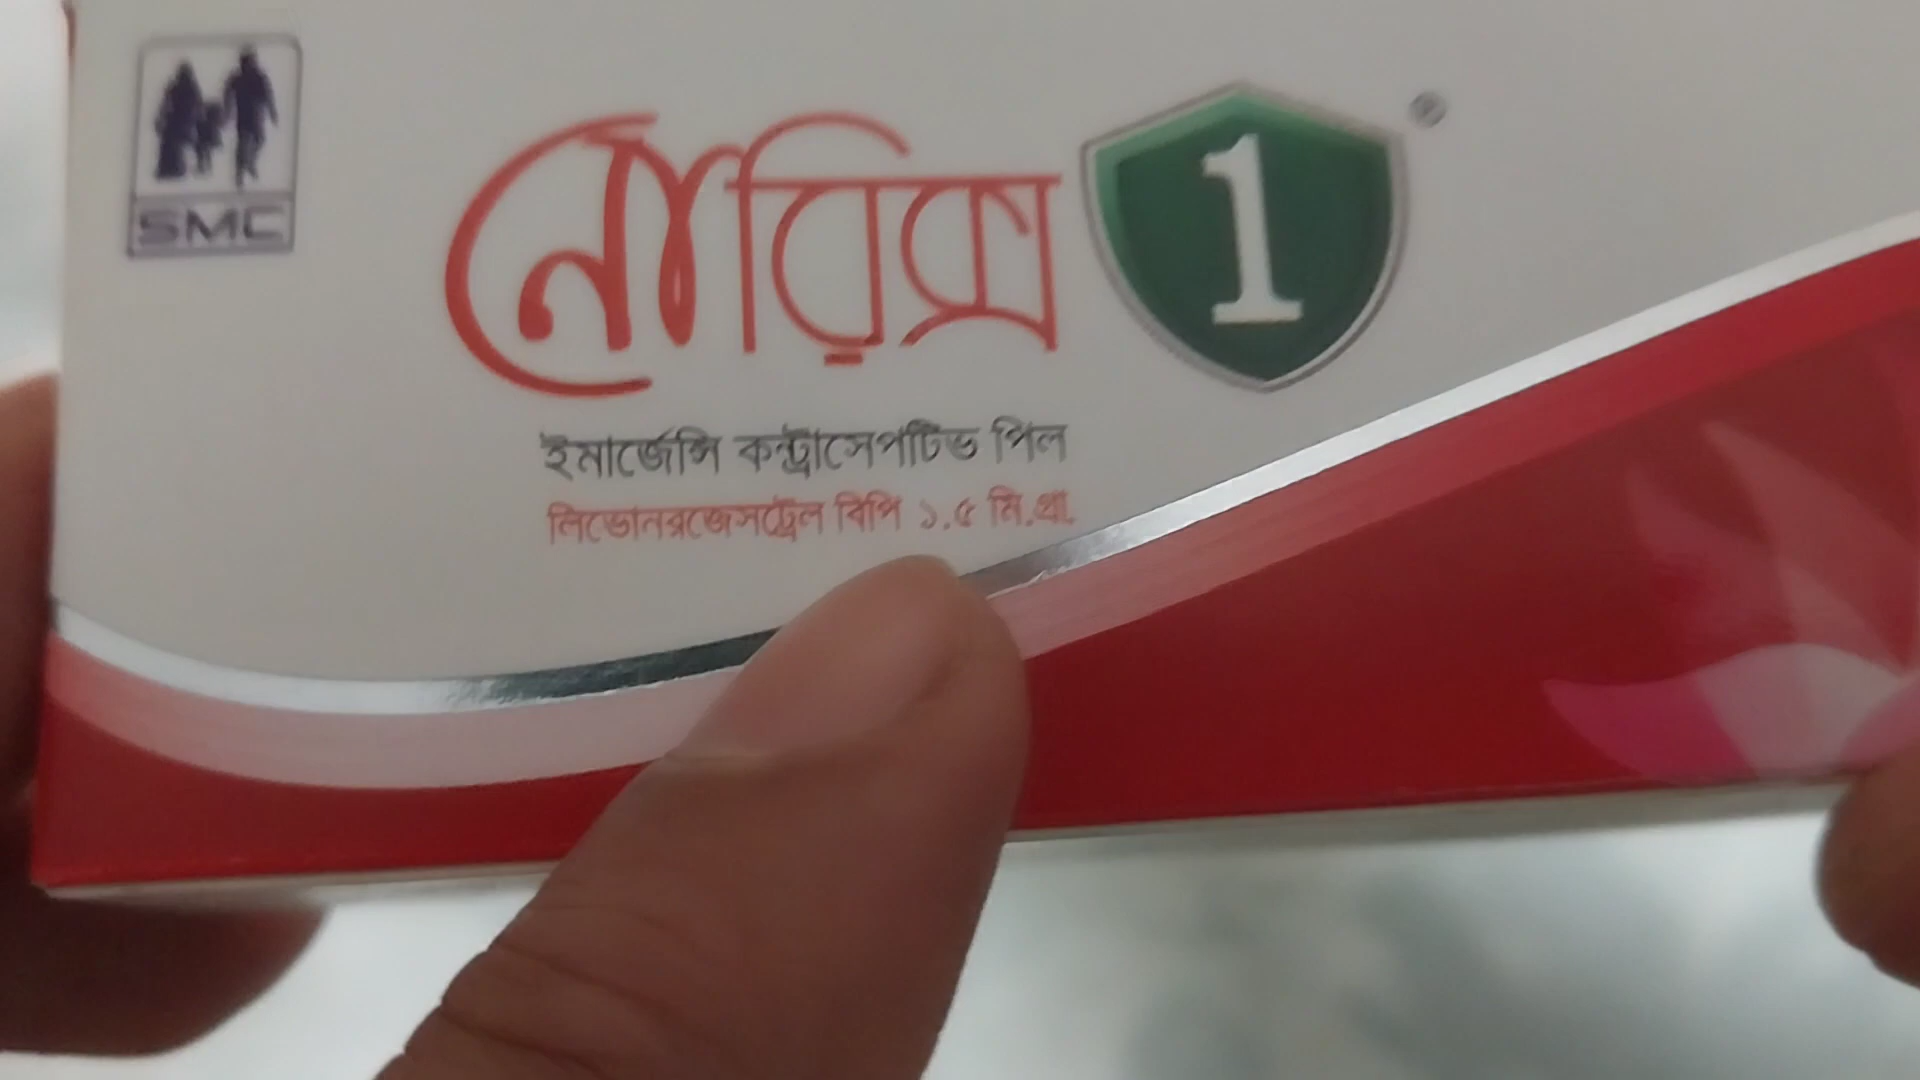 SMC
নোরিক্স 1 ®
ইমার্জেন্সি কন্ট্রাসেপটিভ পিল
লিভোনরজেসট্রেল বিপি ১.৫ মি.গ্রা.